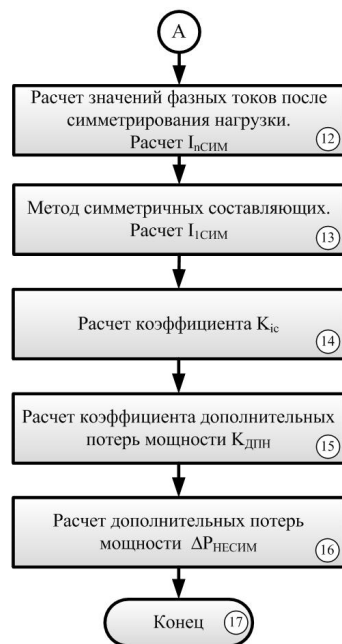 А
Расчет значений фазных токов после
симметрирования нагрузки.
Расчет InСИМ
12
Метод симметричных составляющих.
Расчет I1СИМ
13
Расчет коэффициента Kic
14
Расчет коэффициента дополнительных
потерь мощности KДПН
15
Расчет дополнительных потерь
мощности ΔPНЕСИМ
16
Конец
17